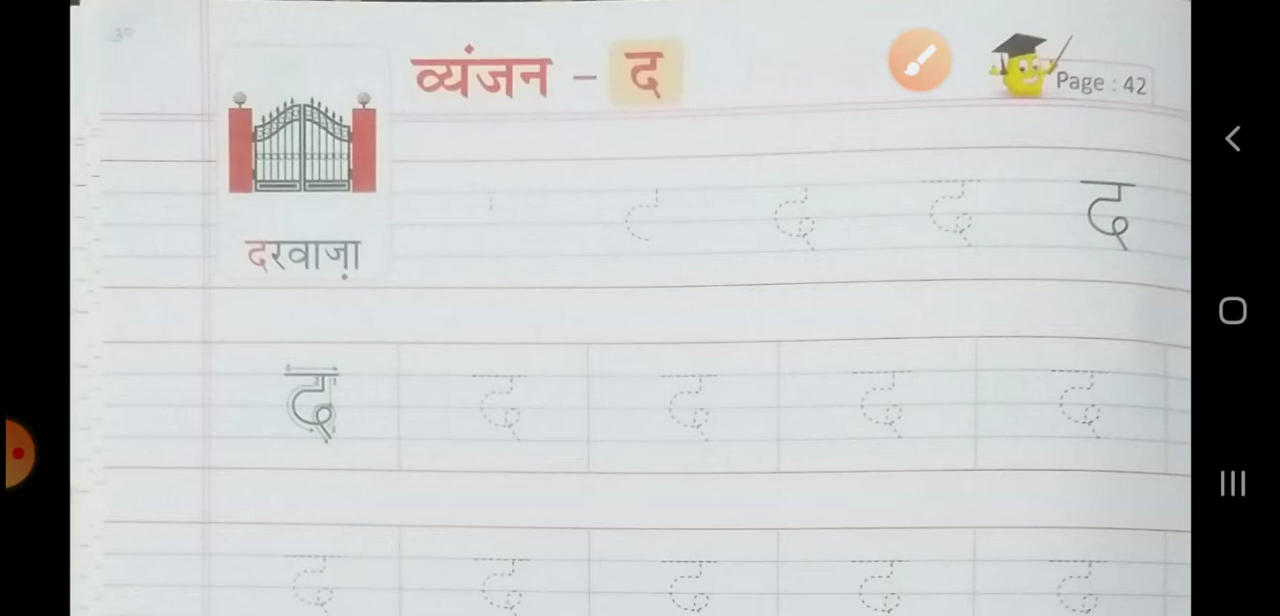 व्यंजन - द
Page : 42
दरवाज़ा
द
द द द द द
द द द द द